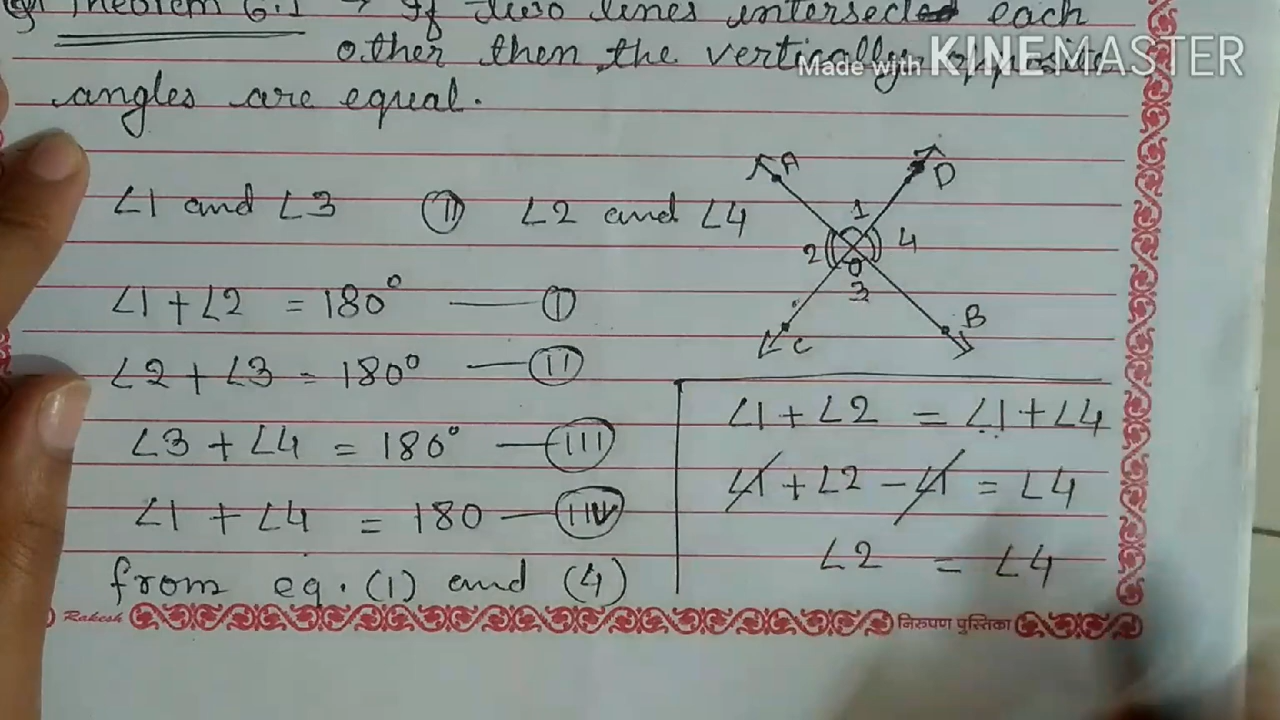 Theorem 6.1 → If two lines intersect each
other then the vertically opposite
angles are equal.
Made with KINEMASTER
∠1 and ∠3 (II) ∠2 and ∠4
A
D
1
2
4
O
3
B
C
∠1 + ∠2 = 180° — (I)
∠2 + ∠3 = 180° — (II)
∠3 + ∠4 = 180° — (III)
∠1 + ∠4 = 180 — (IIV)
from eq. (1) and (4)
∠1 + ∠2 = ∠1 + ∠4
∠1 + ∠2 - ∠1 = ∠4
∠2 = ∠4
Rakesh
निरुपण पुस्तिका